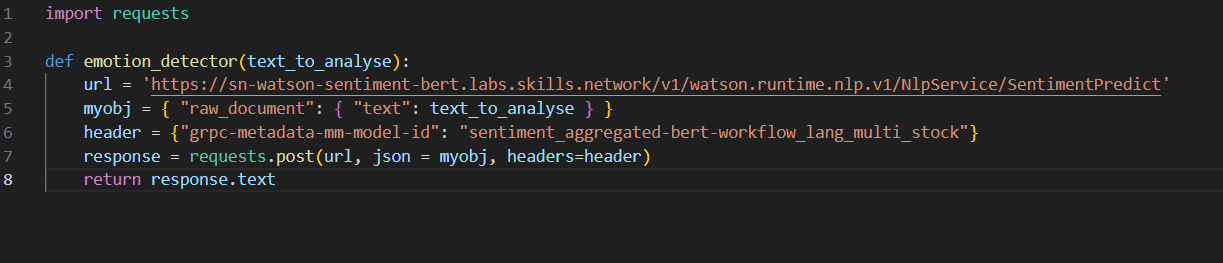 1 import requests
2
3 def emotion_detector(text_to_analyse):
4     url = 'https://sn-watson-sentiment-bert.labs.skills.network/v1/watson.runtime.nlp.v1/NlpService/SentimentPredict'
5     myobj = { "raw_document": { "text": text_to_analyse } }
6     header = {"grpc-metadata-mm-model-id": "sentiment_aggregated-bert-workflow_lang_multi_stock"}
7     response = requests.post(url, json = myobj, headers=header)
8     return response.text